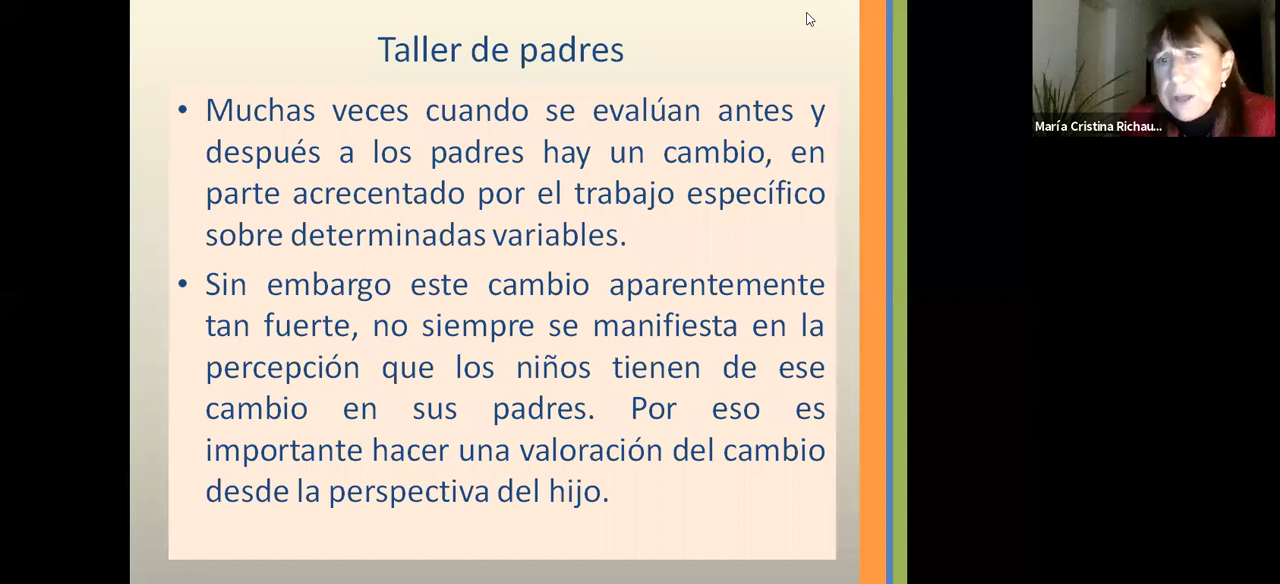 Taller de padres
• Muchas veces cuando se evalúan antes y
después a los padres hay un cambio, en
parte acrecentado por el trabajo específico
sobre determinadas variables.
• Sin embargo este cambio aparentemente
tan fuerte, no siempre se manifiesta en la
percepción que los niños tienen de ese
cambio en sus padres. Por eso es
importante hacer una valoración del cambio
desde la perspectiva del hijo.
María Cristina Richau...